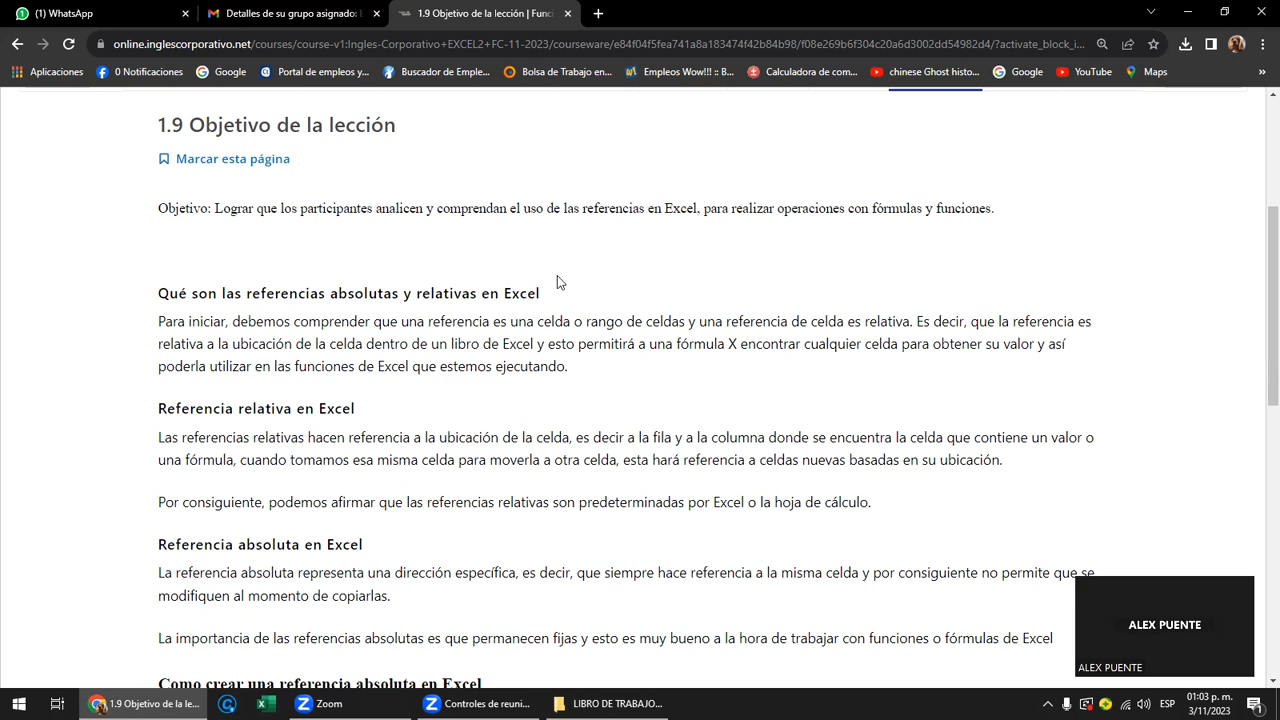 (1) WhatsApp
Detalles de su grupo asignado: E
1.9 Objetivo de la lección | Funci
online.inglescorporativo.net/courses/course-v1:Ingles-Corporativo+EXCEL2+FC-11-2023/courseware/e84f04f5fea741a8a183474f42b84b98/f08e269b6f304c20a6d3002dd54982d4/?activate_block_i...
Aplicaciones
0 Notificaciones
Google
Portal de empleos y...
Buscador de Emple...
Bolsa de Trabajo en...
Empleos Wow!!! :: B...
Calculadora de com...
chinese Ghost histo...
Google
YouTube
Maps
»
1.9 Objetivo de la lección
Marcar esta página
Objetivo: Lograr que los participantes analicen y comprendan el uso de las referencias en Excel, para realizar operaciones con fórmulas y funciones.
Qué son las referencias absolutas y relativas en Excel
Para iniciar, debemos comprender que una referencia es una celda o rango de celdas y una referencia de celda es relativa. Es decir, que la referencia es
relativa a la ubicación de la celda dentro de un libro de Excel y esto permitirá a una fórmula X encontrar cualquier celda para obtener su valor y así
poderla utilizar en las funciones de Excel que estemos ejecutando.
Referencia relativa en Excel
Las referencias relativas hacen referencia a la ubicación de la celda, es decir a la fila y a la columna donde se encuentra la celda que contiene un valor o
una fórmula, cuando tomamos esa misma celda para moverla a otra celda, esta hará referencia a celdas nuevas basadas en su ubicación.
Por consiguiente, podemos afirmar que las referencias relativas son predeterminadas por Excel o la hoja de cálculo.
Referencia absoluta en Excel
La referencia absoluta representa una dirección específica, es decir, que siempre hace referencia a la misma celda y por consiguiente no permite que se
modifiquen al momento de copiarlas.
La importancia de las referencias absolutas es que permanecen fijas y esto es muy bueno a la hora de trabajar con funciones o fórmulas de Excel
Como crear una referencia absoluta en Excel
ALEX PUENTE
ALEX PUENTE
1.9 Objetivo de la le...
Zoom
Controles de reuni...
LIBRO DE TRABAJO...
ESP
01:03 p. m.
3/11/2023